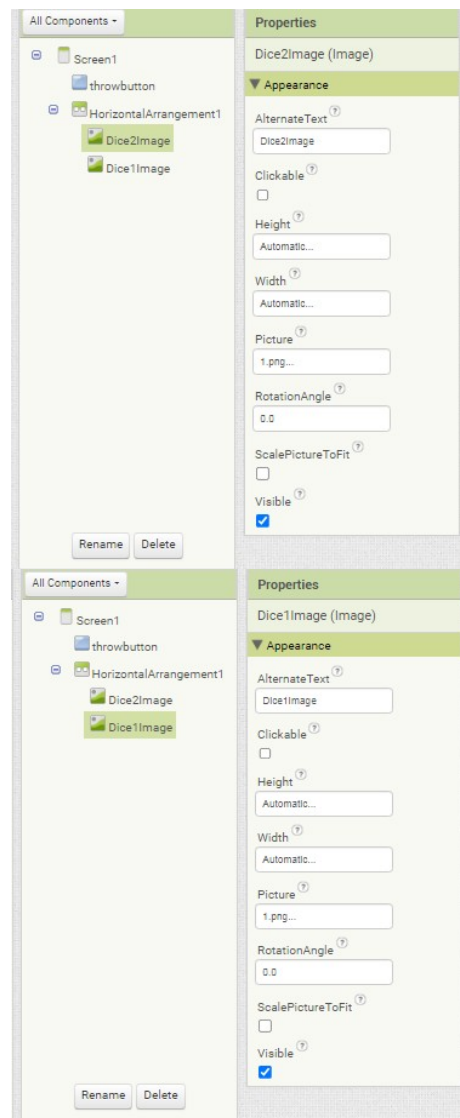 All Components
Screen1
throwbutton
HorizontalArrangement1
Dice2Image
Dice1Image
Rename Delete
Properties
Dice2Image (Image)
Appearance
AlternateText ?
Dice2Image
Clickable ?
Height ?
Automatic...
Width ?
Automatic...
Picture ?
1.png...
RotationAngle ?
0.0
ScalePictureToFit ?
Visible ?
All Components
Screen1
throwbutton
HorizontalArrangement1
Dice2Image
Dice1Image
Rename Delete
Properties
Dice1Image (Image)
Appearance
AlternateText ?
Dice1Image
Clickable ?
Height ?
Automatic...
Width ?
Automatic...
Picture ?
1.png...
RotationAngle ?
0.0
ScalePictureToFit ?
Visible ?